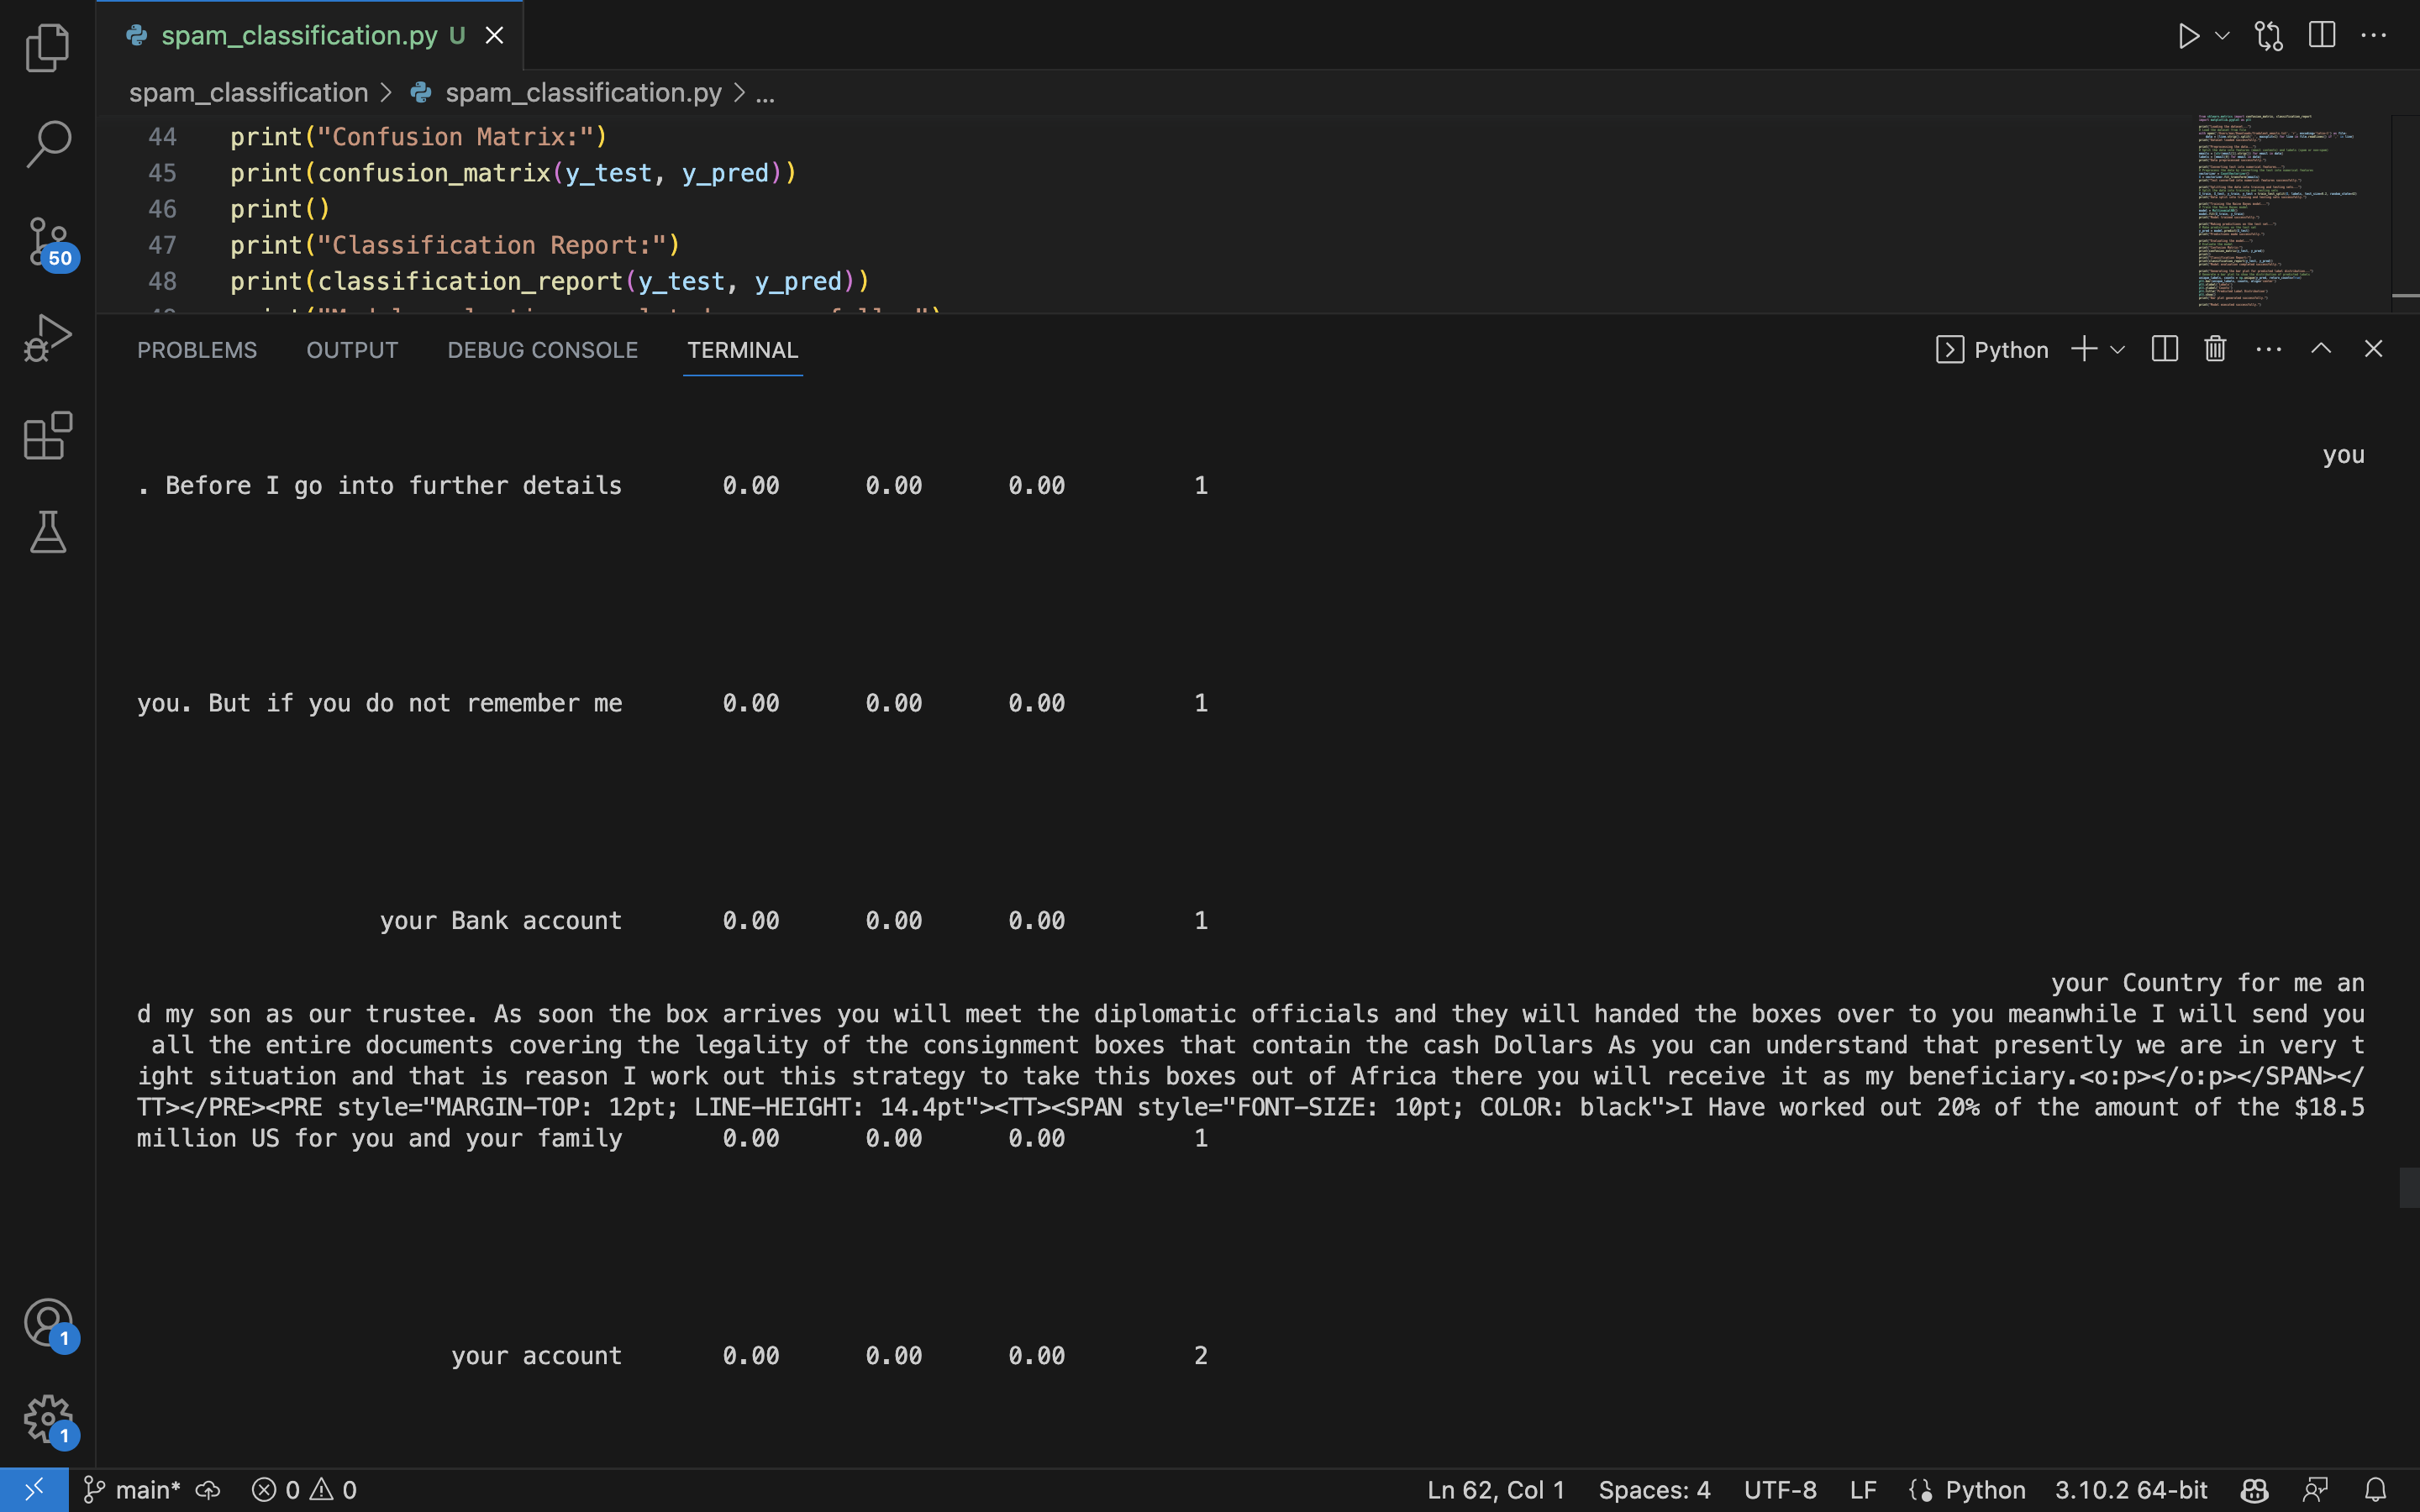 spam_classification.py U
spam_classification > spam_classification.py > ...
44 print("Confusion Matrix:")
45 print(confusion_matrix(y_test, y_pred))
46 print()
47 print("Classification Report:")
48 print(classification_report(y_test, y_pred))
50
PROBLEMS OUTPUT DEBUG CONSOLE TERMINAL Python
you
. Before I go into further details 0.00 0.00 0.00 1
you. But if you do not remember me 0.00 0.00 0.00 1
your Bank account 0.00 0.00 0.00 1
your Country for me an
d my son as our trustee. As soon the box arrives you will meet the diplomatic officials and they will handed the boxes over to you meanwhile I will send you
all the entire documents covering the legality of the consignment boxes that contain the cash Dollars As you can understand that presently we are in very t
ight situation and that is reason I work out this strategy to take this boxes out of Africa there you will receive it as my beneficiary.<o:p></o:p></SPAN></
TT></PRE><PRE style="MARGIN-TOP: 12pt; LINE-HEIGHT: 14.4pt"><TT><SPAN style="FONT-SIZE: 10pt; COLOR: black">I Have worked out 20% of the amount of the $18.5
million US for you and your family 0.00 0.00 0.00 1
your account 0.00 0.00 0.00 2
1
1
main* 0 0 Ln 62, Col 1 Spaces: 4 UTF-8 LF Python 3.10.2 64-bit